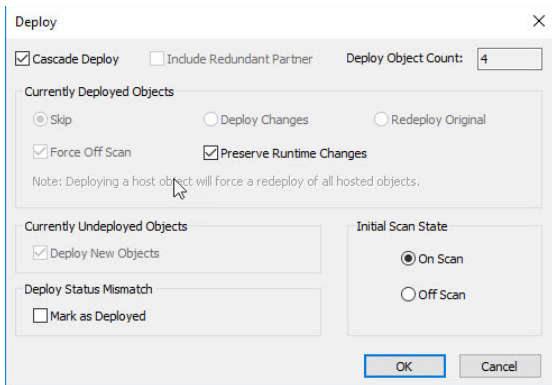 Deploy
Cascade Deploy Include Redundant Partner Deploy Object Count: 4
Currently Deployed Objects
Skip Deploy Changes Redeploy Original
Force Off Scan Preserve Runtime Changes
Note: Deploying a host object will force a redeploy of all hosted objects.
Currently Undeployed Objects
Deploy New Objects
Deploy Status Mismatch
Mark as Deployed
Initial Scan State
On Scan
Off Scan
OK Cancel